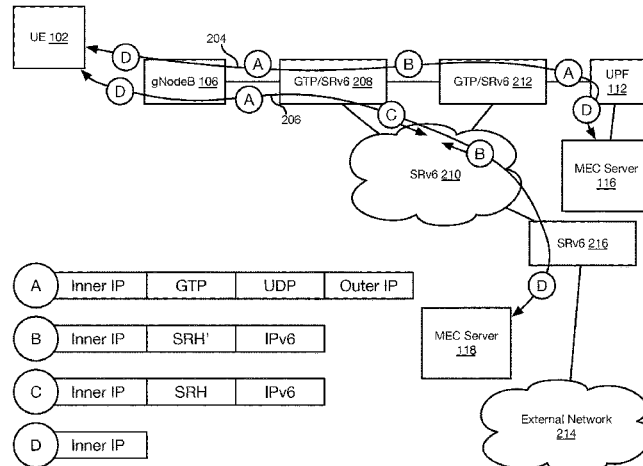 UE 102
D
204
A
B
gNodeB 106
GTP/SRv6 208
GTP/SRv6 212
A
UPF
112
D
A
206
C
D
B
SRv6 210
MEC Server
116
SRv6 216
D
MEC Server
118
External Network
214
A Inner IP GTP UDP Outer IP
B Inner IP SRH' IPv6
C Inner IP SRH IPv6
D Inner IP